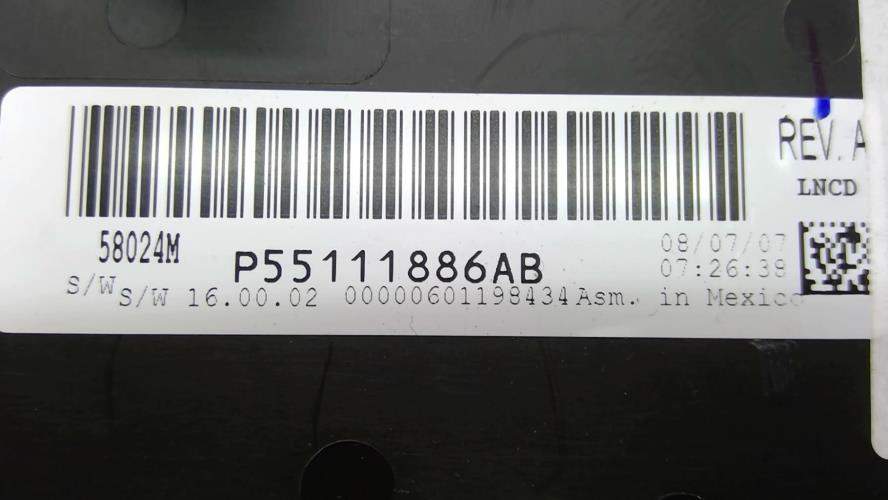 REV. A
LNCD
58024M
P55111886AB
08/07/07
07:26:38
S/W S/W 16.00.02 00000601198434 Asm. in Mexico